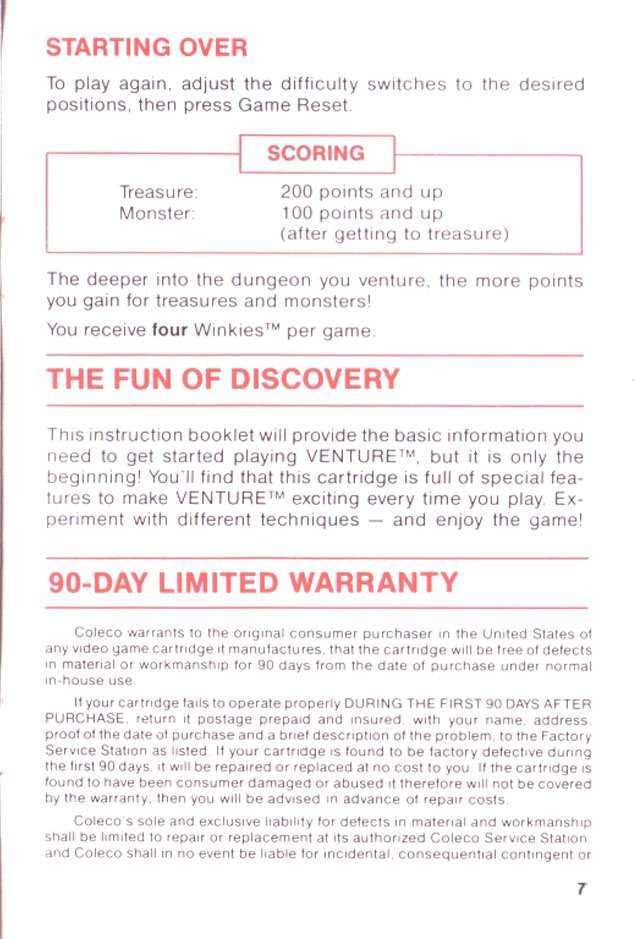 STARTING OVER
To play again, adjust the difficulty switches to the desired
positions, then press Game Reset.
SCORING
Treasure: 200 points and up
Monster: 100 points and up
(after getting to treasure)
The deeper into the dungeon you venture, the more points
you gain for treasures and monsters!
You receive four Winkies™ per game.
THE FUN OF DISCOVERY
This instruction booklet will provide the basic information you
need to get started playing VENTURE™, but it is only the
beginning! You'll find that this cartridge is full of special fea-
tures to make VENTURE™ exciting every time you play. Ex-
periment with different techniques — and enjoy the game!
90-DAY LIMITED WARRANTY
Coleco warrants to the original consumer purchaser in the United States of
any video game cartridge it manufactures, that the cartridge will be free of defects
in material or workmanship for 90 days from the date of purchase under normal
in-house use.
If your cartridge fails to operate properly DURING THE FIRST 90 DAYS AFTER
PURCHASE, return it postage prepaid and insured, with your name, address,
proof of the date of purchase and a brief description of the problem, to the Factory
Service Station as listed. If your cartridge is found to be factory defective during
the first 90 days, it will be repaired or replaced at no cost to you. If the cartridge is
found to have been consumer damaged or abused it therefore will not be covered
by the warranty, then you will be advised in advance of repair costs.
Coleco's sole and exclusive liability for defects in material and workmanship
shall be limited to repair or replacement at its authorized Coleco Service Station
and Coleco shall in no event be liable for incidental, consequential contingent or
7